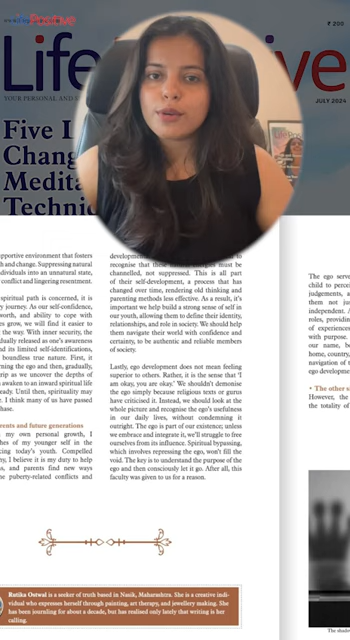 Positive
₹ 200
Life
ve
YOUR PERSONAL AND
JULY 2024
Five
Chang
Medita
Techniq
pportive environment that fosters
h and change. Suppressing natural
dividuals into an unnatural state,
conflict and lingering resentment.
spiritual path is concerned, it is
y journey. As our self-confidence,
worth, and ability to cope with
es grow, we will find it easier to
the way. With inner security, the
dually released as one's awareness
nd its limited self-identifications,
boundless true nature. First, it
rning the ego and then, gradually,
rip as we uncover the depths of
awaken to an inward spiritual life
ready. Until then, spirituality may
. I think many of us have passed
hase.
rents and future generations
my own personal growth, I
ches of my younger self in the
cing today's youth. Compelled
y, I believe it is my duty to help
s, and parents find new ways
he puberty-related conflicts and
recognise that must be
channelled, not suppressed. This is all part
of their self-development, a process that has
changed over time, rendering old thinking and
parenting methods less effective. As a result, it's
important we help build a strong sense of self in
our youth, allowing them to define their identity,
relationships, and role in society. We should help
them navigate their world with confidence and
certainty, to be authentic and reliable members
of society.
Lastly, ego development does not mean feeling
superior to others. Rather, it is the sense that 'I
am okay, you are okay.' We shouldn't demonise
the ego simply because religious texts or gurus
have criticised it. Instead, we should look at the
whole picture and recognise the ego's usefulness
in our daily lives, without condemning it
outright. The ego is part of our existence; unless
we embrace and integrate it, we'll struggle to free
ourselves from its influence. Spiritual bypassing,
which involves repressing the ego, won't fill the
void. The key is to understand the purpose of the
ego and then consciously let it go. After all, this
faculty was given to us for a reason.
The ego serve
child to perce
judgements, a
them not jus
independent. A
roles, providin
of experiences
with purpose.
our name, bo
home, country,
navigation of t
ego developme
• The other s
However, the
the totality of
Rutika Ostwal is a seeker of truth based in Nasik, Maharashtra. She is a creative indi-
vidual who expresses herself through painting, art therapy, and jewellery making. She
has been journaling for about a decade, but has realised only lately that writing is her
calling.
The shado